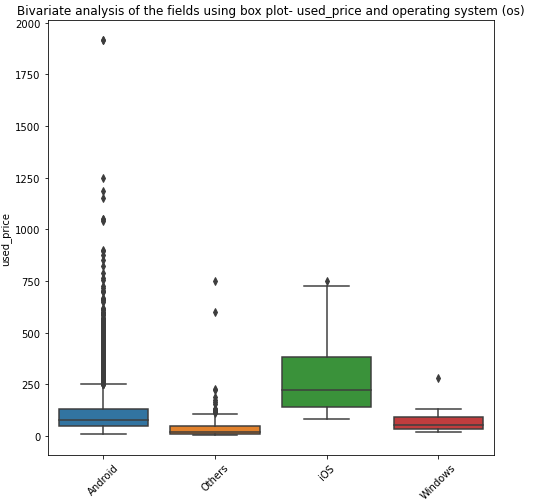 Bivariate analysis of the fields using box plot- used_price and operating system (os)
2000
1750
1500
1250
1000
750
500
250
0
used_price
Android
Others
iOS
Windows